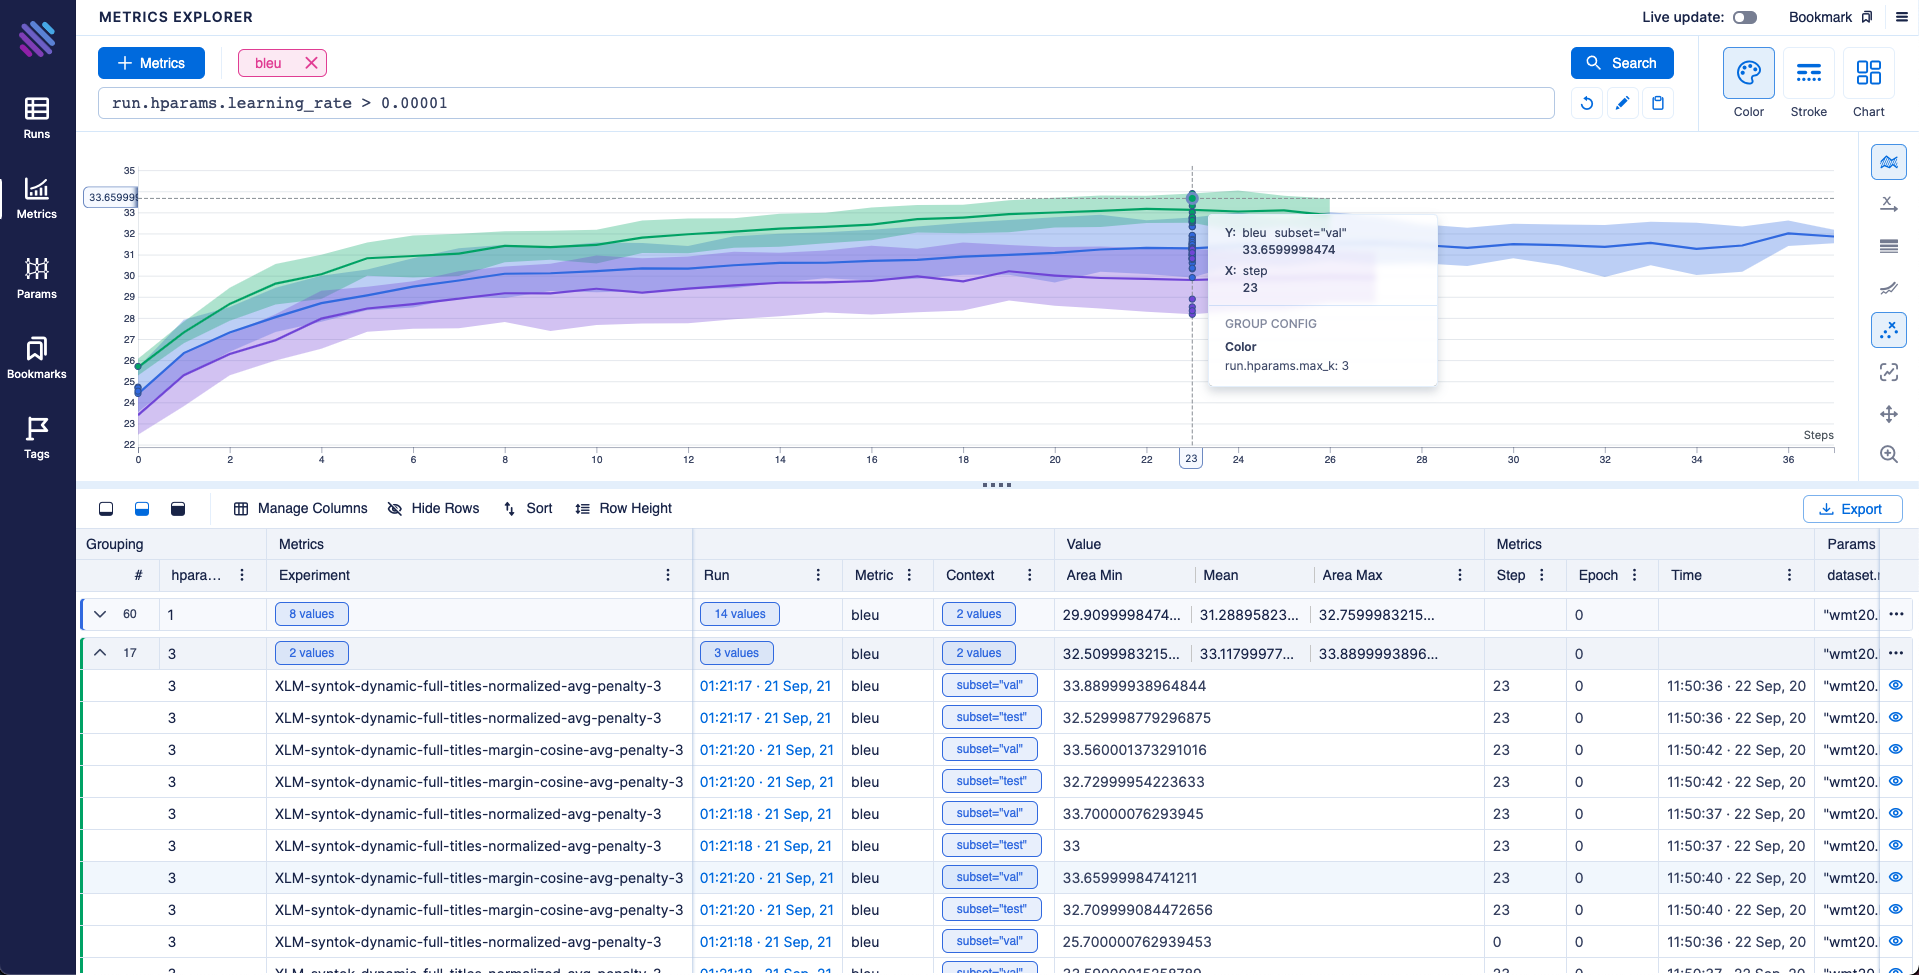 METRICS EXPLORER
Live update:
Bookmark
Metrics
bleu
Search
run.hparams.learning_rate > 0.00001
Color
Stroke
Chart
Runs
Metrics
Params
Bookmarks
Tags
35
33.65999
33
32
31
30
29
28
27
26
25
24
23
22
0
2
4
6
8
10
12
14
16
18
20
22
23
24
26
28
30
32
34
36
Steps
Y: bleu subset="val"
33.6599998474
X: step
23
GROUP CONFIG
Color
run.hparams.max_k: 3
Manage Columns
Hide Rows
Sort
Row Height
Export
Grouping Metrics Value Metrics Params
# hpara... Experiment Run Metric Context Area Min Mean Area Max Step Epoch Time
60 1 8 values 14 values bleu 2 values 29.9099998474... 31.28895823... 32.7599983215... 0 "wmt20. ···
17 3 2 values 3 values bleu 2 values 32.5099983215... 33.11799977... 33.8899993896... 0 "wmt20. ···
3 XLM-syntok-dynamic-full-titles-normalized-avg-penalty-3 01:21:17 · 21 Sep, 21 bleu subset="val" 33.88999938964844 23 0 11:50:36 · 22 Sep, 20 "wmt20.
3 XLM-syntok-dynamic-full-titles-normalized-avg-penalty-3 01:21:17 · 21 Sep, 21 bleu subset="test" 32.529998779296875 23 0 11:50:36 · 22 Sep, 20 "wmt20.
3 XLM-syntok-dynamic-full-titles-margin-cosine-avg-penalty-3 01:21:20 · 21 Sep, 21 bleu subset="val" 33.560001373291016 23 0 11:50:42 · 22 Sep, 20 "wmt20.
3 XLM-syntok-dynamic-full-titles-margin-cosine-avg-penalty-3 01:21:20 · 21 Sep, 21 bleu subset="test" 32.72999954223633 23 0 11:50:42 · 22 Sep, 20 "wmt20.
3 XLM-syntok-dynamic-full-titles-normalized-avg-penalty-3 01:21:18 · 21 Sep, 21 bleu subset="val" 33.70000076293945 23 0 11:50:37 · 22 Sep, 20 "wmt20.
3 XLM-syntok-dynamic-full-titles-normalized-avg-penalty-3 01:21:18 · 21 Sep, 21 bleu subset="test" 33 23 0 11:50:37 · 22 Sep, 20 "wmt20.
3 XLM-syntok-dynamic-full-titles-margin-cosine-avg-penalty-3 01:21:20 · 21 Sep, 21 bleu subset="val" 33.65999984741211 23 0 11:50:40 · 22 Sep, 20 "wmt20.
3 XLM-syntok-dynamic-full-titles-margin-cosine-avg-penalty-3 01:21:20 · 21 Sep, 21 bleu subset="test" 32.709999084472656 23 0 11:50:40 · 22 Sep, 20 "wmt20.
3 XLM-syntok-dynamic-full-titles-normalized-avg-penalty-3 01:21:18 · 21 Sep, 21 bleu subset="val" 25.700000762939453 0 0 11:50:36 · 22 Sep, 20 "wmt20.